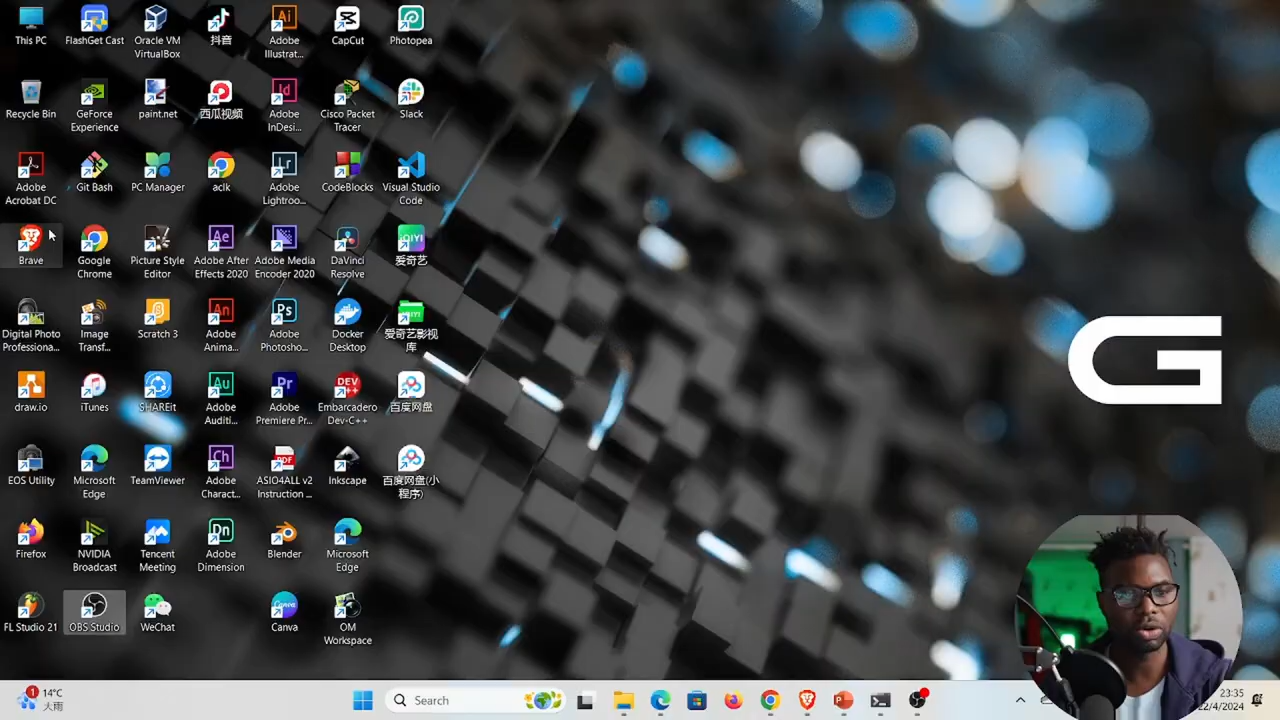 This PC
FlashGet Cast
Oracle VM
VirtualBox
抖音
Adobe
Illustrat...
CapCut
Photopea
Recycle Bin
GeForce
Experience
paint.net
西瓜视频
Adobe
InDesi...
Cisco Packet
Tracer
Slack
Adobe
Acrobat DC
Git Bash
PC Manager
aclk
Adobe
Lightroo...
CodeBlocks
Visual Studio
Code
Brave
Google
Chrome
Picture Style
Editor
Adobe After
Effects 2020
Adobe Media
Encoder 2020
DaVinci
Resolve
爱奇艺
Digital Photo
Professiona...
Image
Transf...
Scratch 3
Adobe
Anima...
Adobe
Photosho...
Docker
Desktop
爱奇艺影视
库
draw.io
iTunes
SHAREit
Adobe
Auditi...
Adobe
Premiere Pr...
Embarcadero
Dev-C++
百度网盘
EOS Utility
Microsoft
Edge
TeamViewer
Adobe
Charact...
ASIO4ALL v2
Instruction ...
Inkscape
百度网盘(小
程序)
Firefox
NVIDIA
Broadcast
Tencent
Meeting
Adobe
Dimension
Blender
Microsoft
Edge
FL Studio 21
OBS Studio
WeChat
Canva
OM
Workspace
G
1
14°C
大雨
Search
23:35
22/4/2024